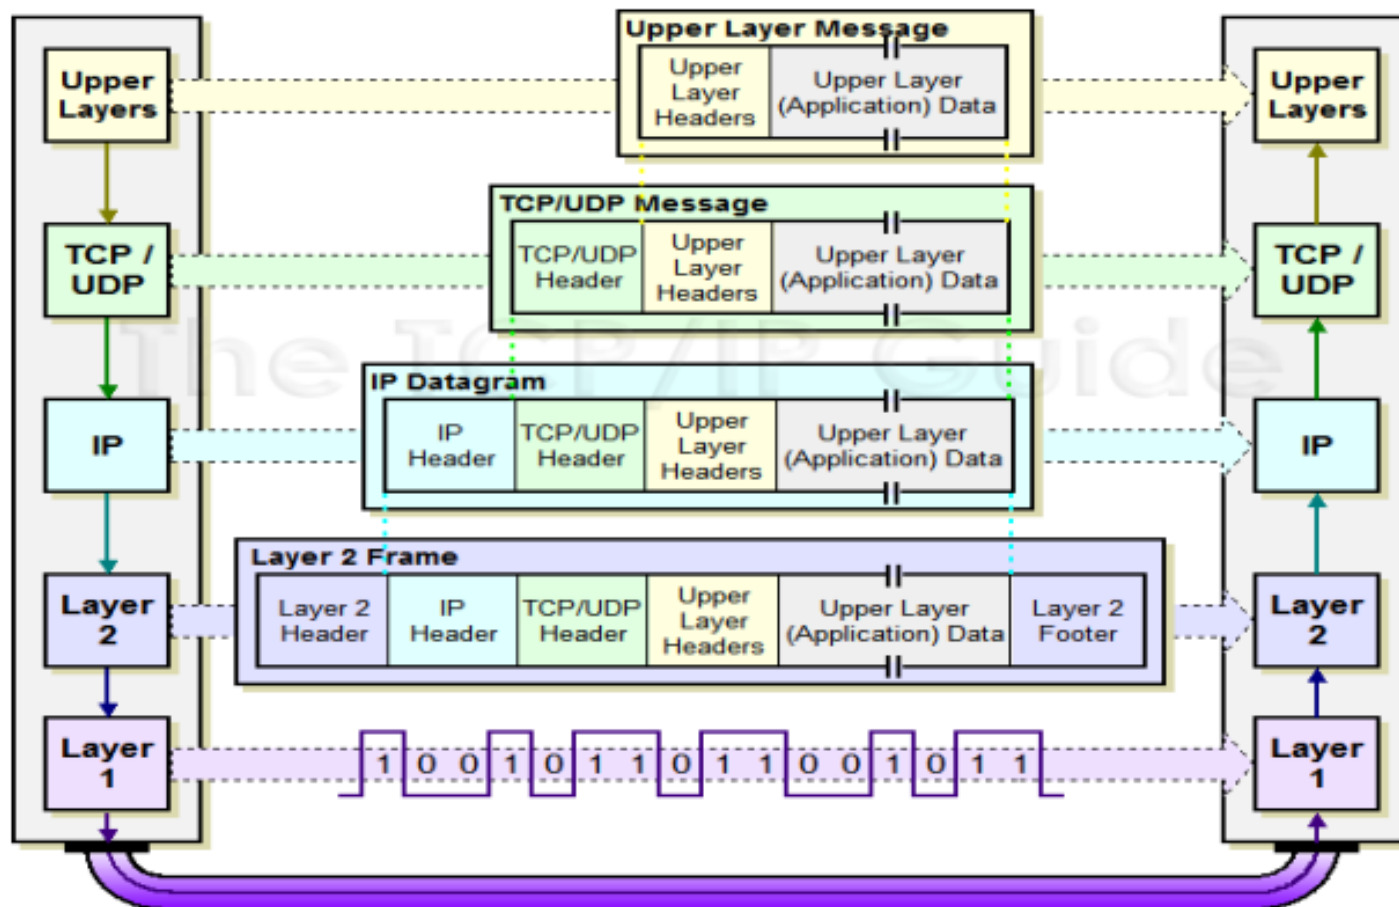 Upper Layer Message
Upper
Layers
Upper
Layer
Headers
Upper Layer
(Application) Data
Upper
Layers
TCP/UDP Message
TCP /
UDP
TCP/UDP
Header
Upper
Layer
Headers
Upper Layer
(Application) Data
TCP /
UDP
The TCP/IP Guide
IP Datagram
IP
IP
Header
TCP/UDP
Header
Upper
Layer
Headers
Upper Layer
(Application) Data
IP
Layer 2 Frame
Layer
2
Layer 2
Header
IP
Header
TCP/UDP
Header
Upper
Layer
Headers
Upper Layer
(Application) Data
Layer 2
Footer
Layer
2
Layer
1
1 0 0 1 0 1 1 0 1 1 0 0 1 0 1 1
Layer
1